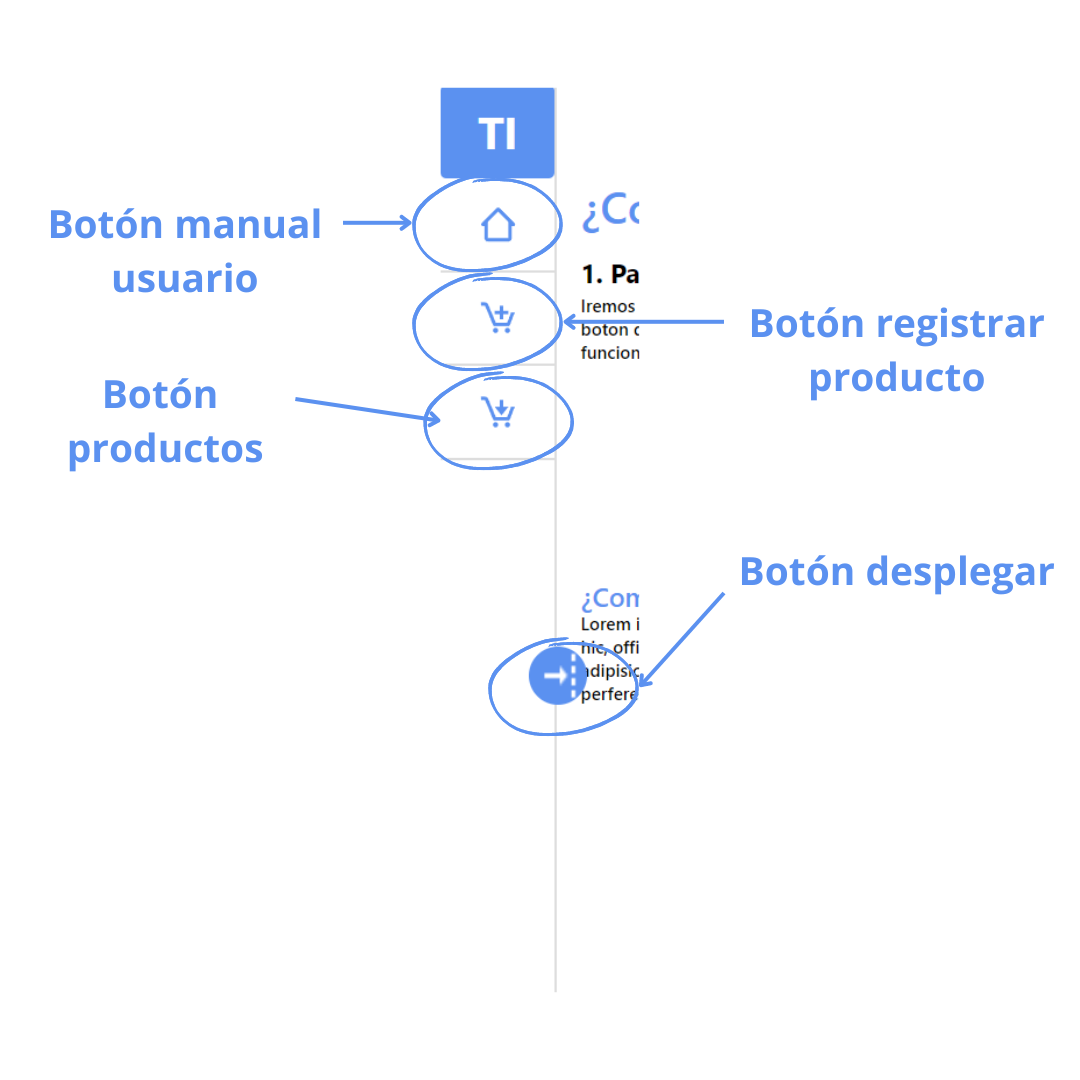 TI
Botón manual
usuario
¿Co
1. Pa
Iremos
boton c
funcion
Botón registrar
producto
Botón
productos
Botón desplegar
¿Com
Lorem i
hic, offi
adipisic
perfere